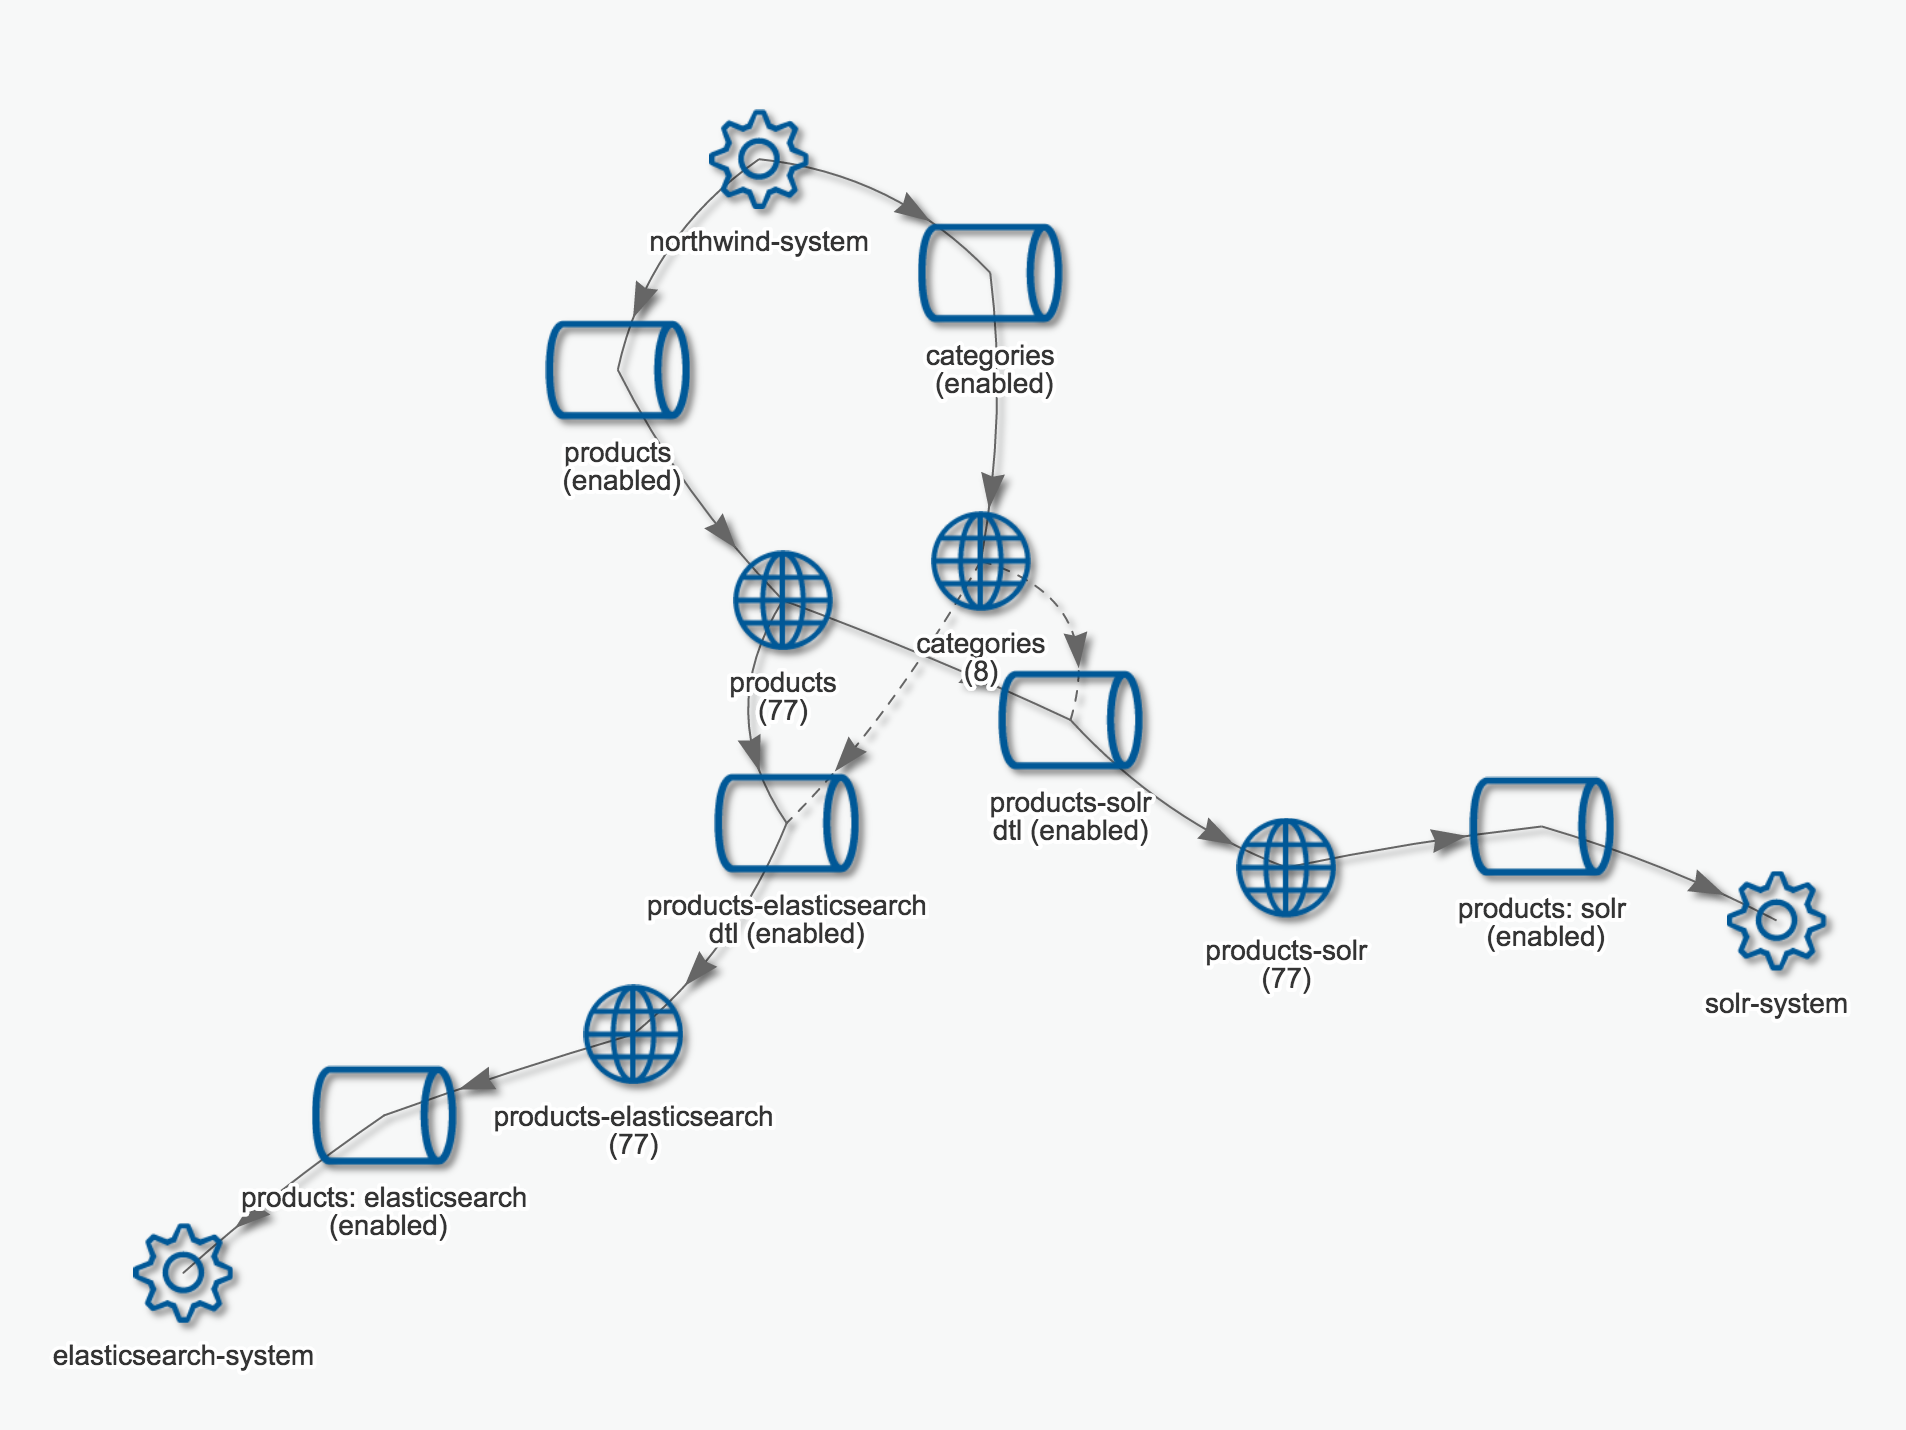 northwind-system
categories
(enabled)
products
(enabled)
categories
(8)
products
(77)
products-solr
dtl (enabled)
products-elasticsearch
dtl (enabled)
products: solr
(enabled)
products-solr
(77)
solr-system
products-elasticsearch
(77)
products: elasticsearch
(enabled)
elasticsearch-system